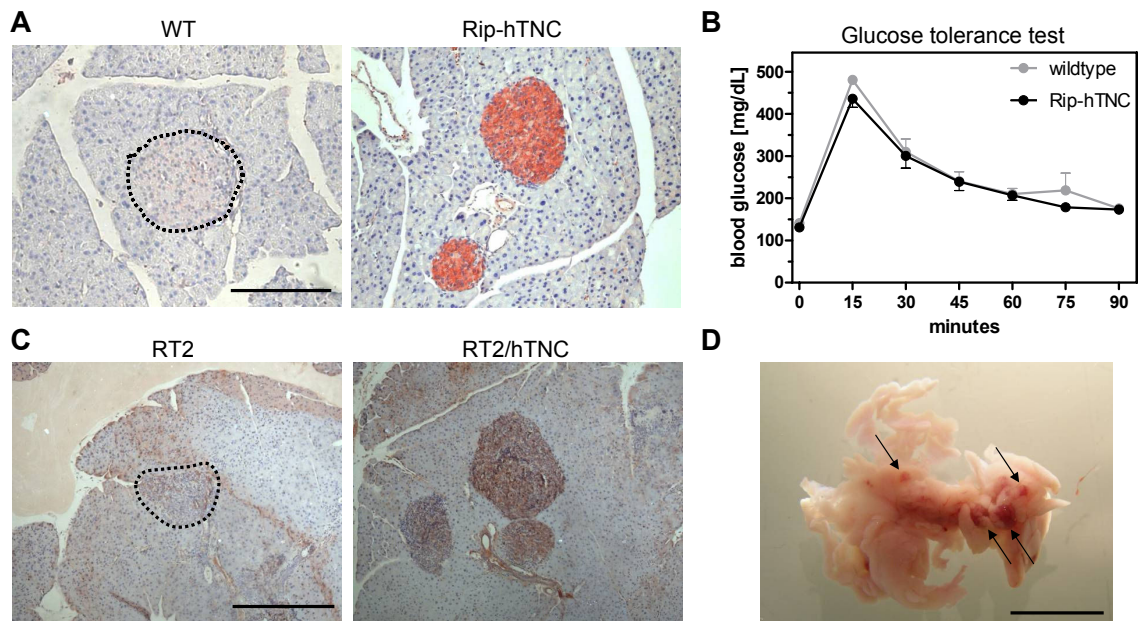 A
WT
Rip-hTNC
B
Glucose tolerance test
wildtype
Rip-hTNC
blood glucose [mg/dL]
500
400
300
200
100
0
0 15 30 45 60 75 90
minutes
C
RT2
RT2/hTNC
D